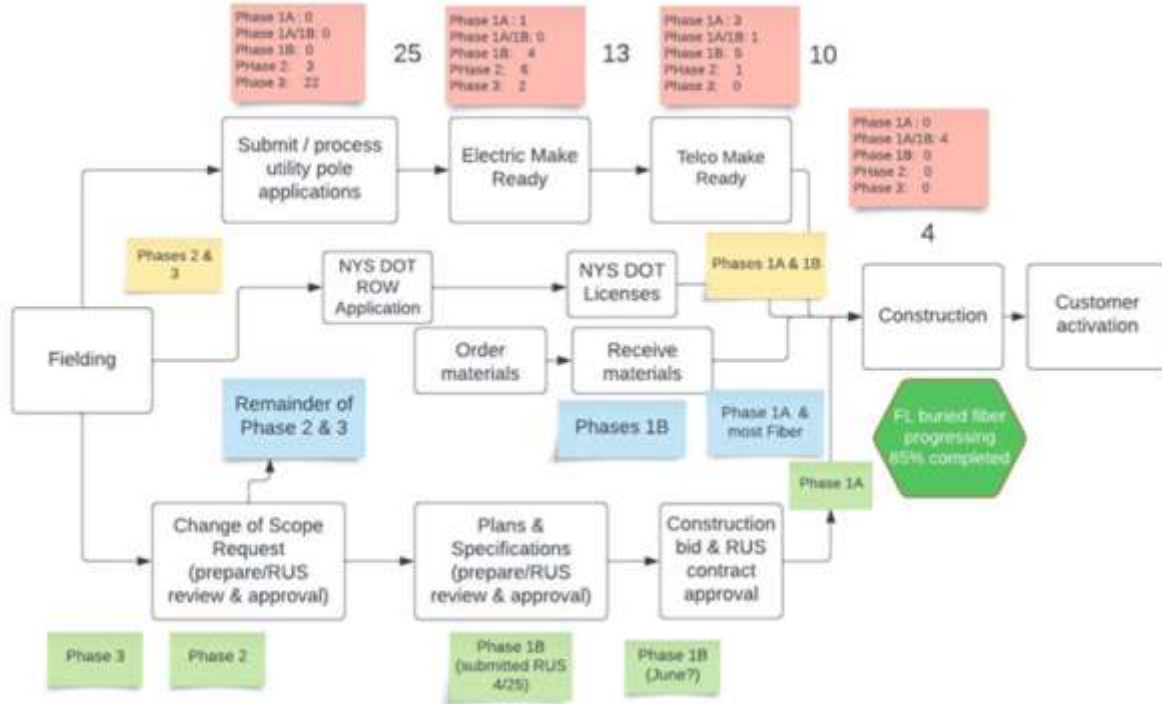 Phase 1A : 0
Phase 1A/1B: 0
Phase 1B: 0
PHase 2: 3
Phase 3: 22
25
Phase 1A : 1
Phase 1A/1B: 0
Phase 1B: 4
PHase 2: 6
Phase 3: 2
13
Phase 1A : 3
Phase 1A/1B: 1
Phase 1B: 5
PHase 2: 1
Phase 3: 0
10
Phase 1A : 0
Phase 1A/1B: 4
Phase 1B: 0
PHase 2: 0
Phase 3: 0
4
Submit / process
utility pole
applications
Electric Make
Ready
Telco Make
Ready
Phases 2 &
3
NYS DOT
ROW
Application
NYS DOT
Licenses
Phases 1A & 1B
Fielding
Order
materials
Receive
materials
Construction
Customer
activation
Remainder of
Phase 2 & 3
Phases 1B
Phase 1A &
most Fiber
FL buried fiber
progressing
85% completed
Phase 1A
Change of Scope
Request
(prepare/RUS
review & approval)
Plans &
Specifications
(prepare/RUS
review & approval)
Construction
bid & RUS
contract
approval
Phase 3
Phase 2
Phase 1B
(submitted RUS
4/25)
Phase 1B
(June?)